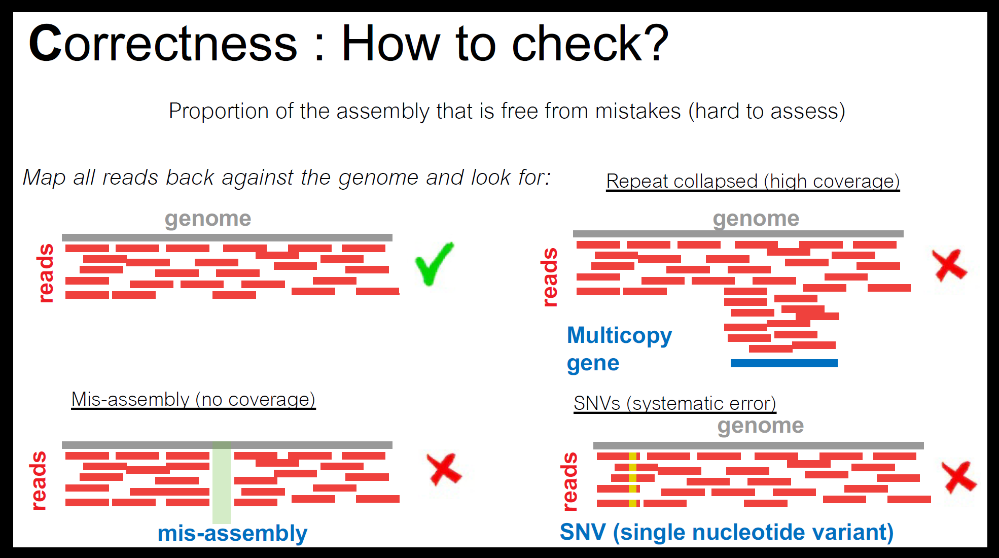 Correctness : How to check?
Proportion of the assembly that is free from mistakes (hard to assess)
Map all reads back against the genome and look for:
genome
reads
Repeat collapsed (high coverage)
genome
reads
Multicopy
gene
Mis-assembly (no coverage)
reads
mis-assembly
SNVs (systematic error)
genome
reads
SNV (single nucleotide variant)